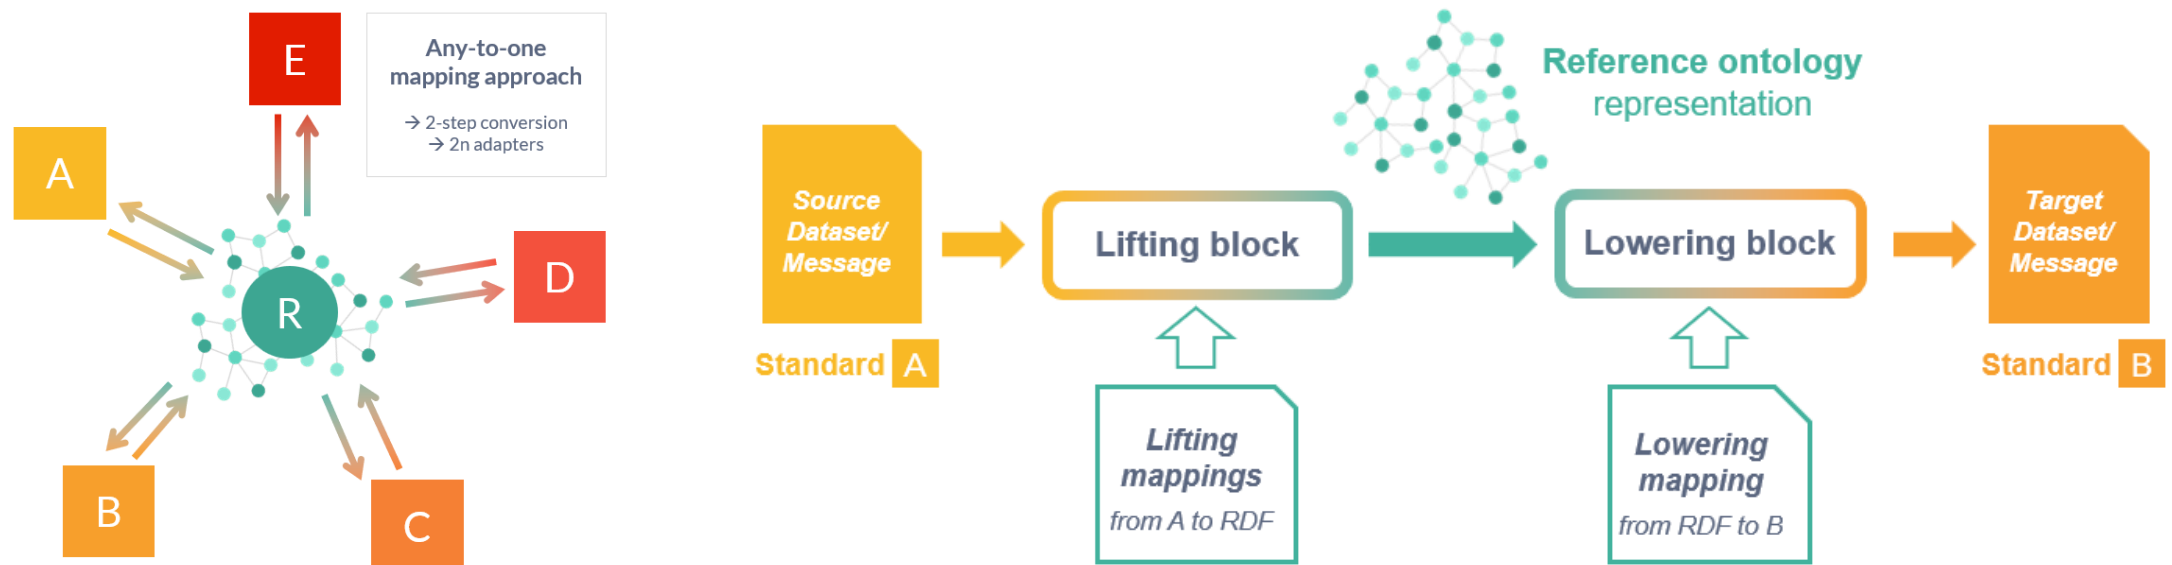 E
Any-to-one
mapping approach
→ 2-step conversion
→ 2n adapters
A
D
R
B
C
Reference ontology
representation
Source
Dataset/
Message
Lifting block
Lowering block
Target
Dataset/
Message
Standard A
Standard B
Lifting
mappings
from A to RDF
Lowering
mapping
from RDF to B